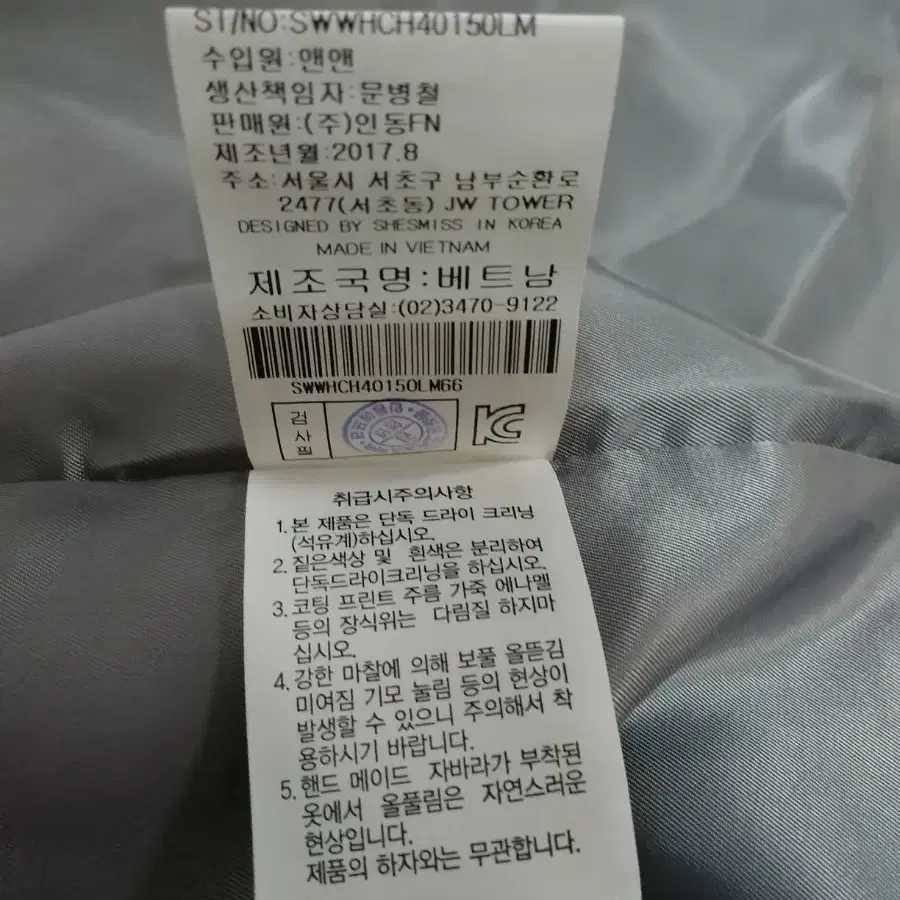 ST/NO:SWWHCH40150LM
수입원:앤앤
생산책임자:문병철
판매원:(주)인동FN
제조년월:2017.8
주소:서울시 서초구 남부순환로
2477(서초동) JW TOWER
DESIGNED BY SHESMISS IN KOREA
MADE IN VIETNAM
제조국명:베트남
소비자상담실:(02)3470-9122
SWWHCH40150LM66
검사필
취급시주의사항
1.본 제품은 단독 드라이 크리닝
(석유계)하십시오.
2.짙은색상 및 흰색은 분리하여
단독드라이크리닝을 하십시오.
3.코팅 프린트 주름 가죽 에나멜
등의 장식위는 다림질 하지마
십시오.
4.강한 마찰에 의해 보풀 올뜯김
미여짐 기모 눌림 등의 현상이
발생할 수 있으니 주의해서 착
용하시기 바랍니다.
5.핸드 메이드 자바라가 부착된
옷에서 올풀림은 자연스러운
현상입니다.
제품의 하자와는 무관합니다.